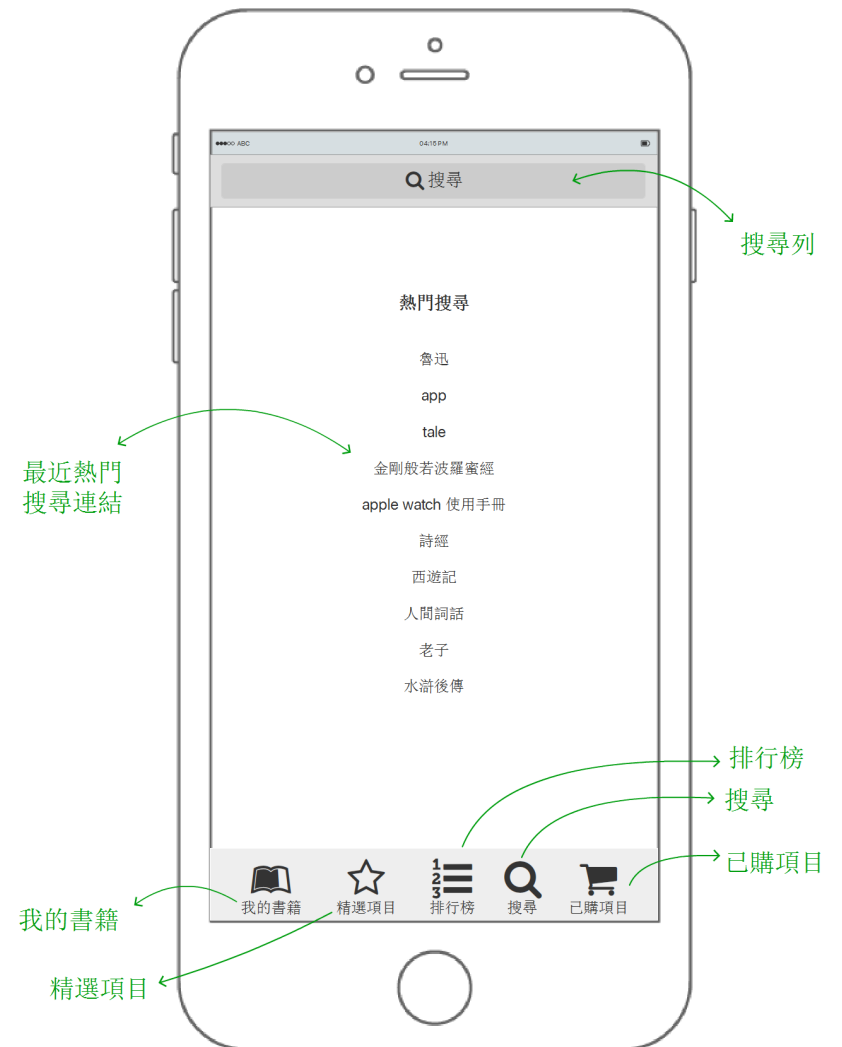 ABC
04:15 PM
搜尋
搜尋列
熱門搜尋
魯迅
app
tale
金剛般若波羅蜜經
apple watch 使用手冊
詩經
西遊記
人間詞話
老子
水滸後傳
最近熱門
搜尋連結
排行榜
搜尋
已購項目
1
2
3
我的書籍
精選項目
排行榜
搜尋
已購項目
我的書籍
精選項目